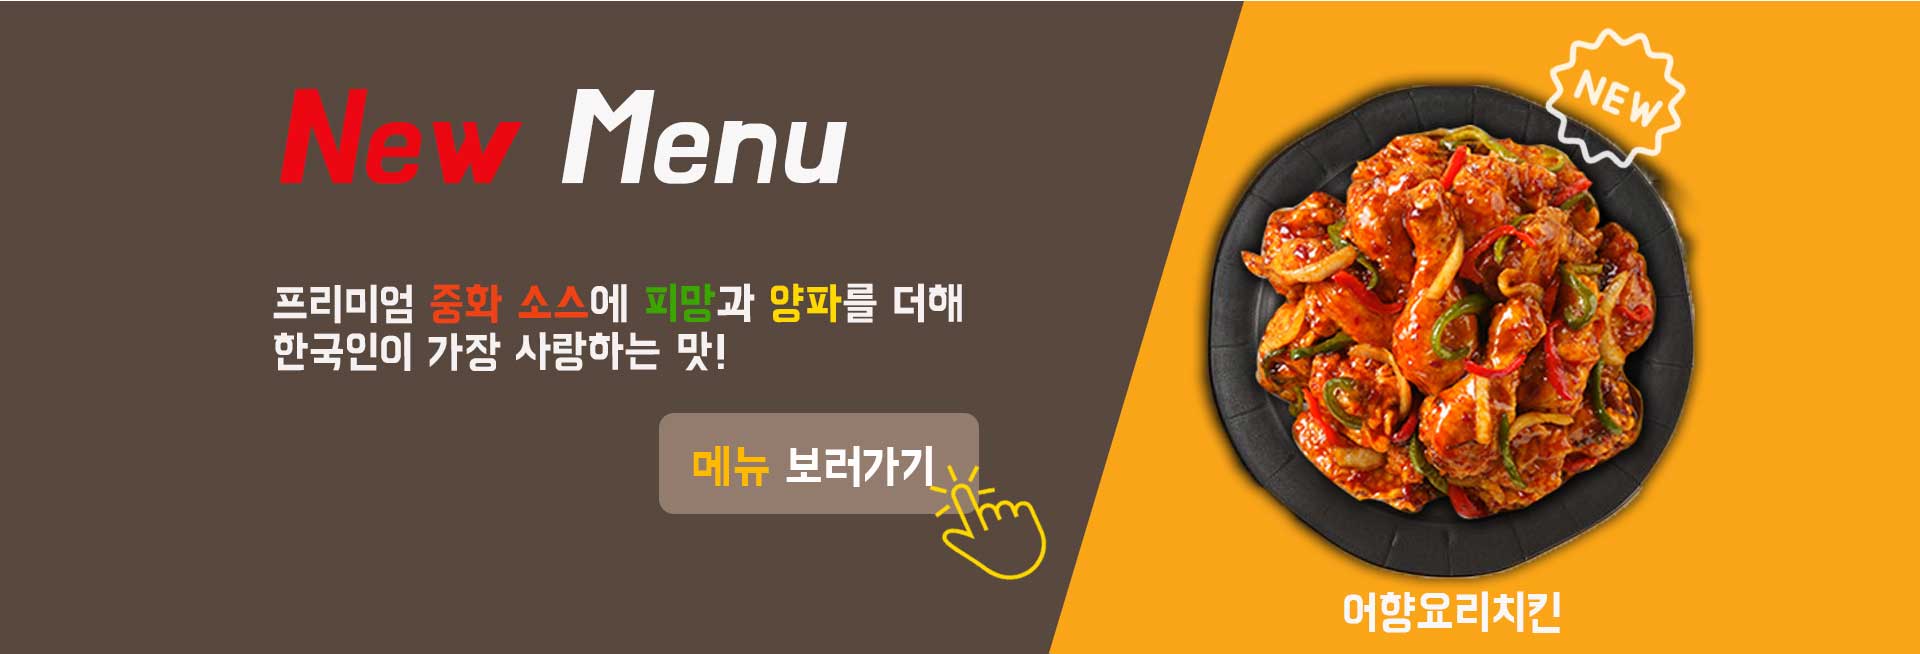 New Menu
프리미엄 중화 소스에 피망과 양파를 더해
한국인이 가장 사랑하는 맛!
메뉴 보러가기
NEW
어향요리치킨